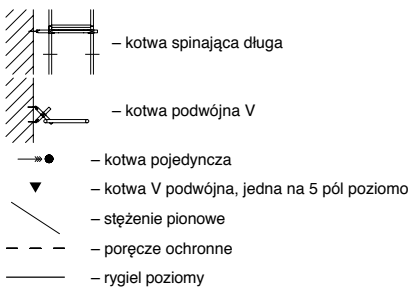 – kotwa spinająca długa
– kotwa podwójna V
– kotwa pojedyncza
– kotwa V podwójna, jedna na 5 pól poziomo
– stężenie pionowe
– poręcze ochronne
– rygiel poziomy